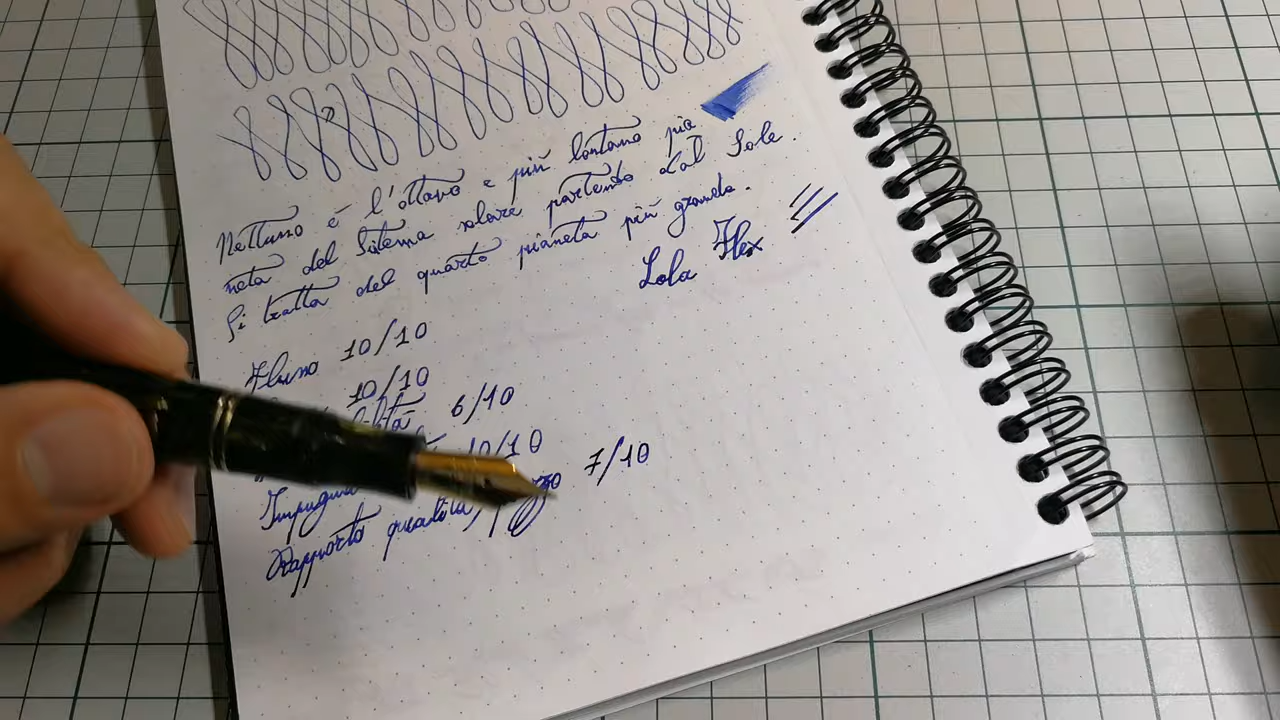 Nettuno è l'ottavo e più lontano pia
neta del Sistema solare partendo dal Sole.
Si tratta del quarto pianeta più grande.
Lola Flex
Flusso 10/10
10/10
6/10
10/10
Rapporto qualità 7/10